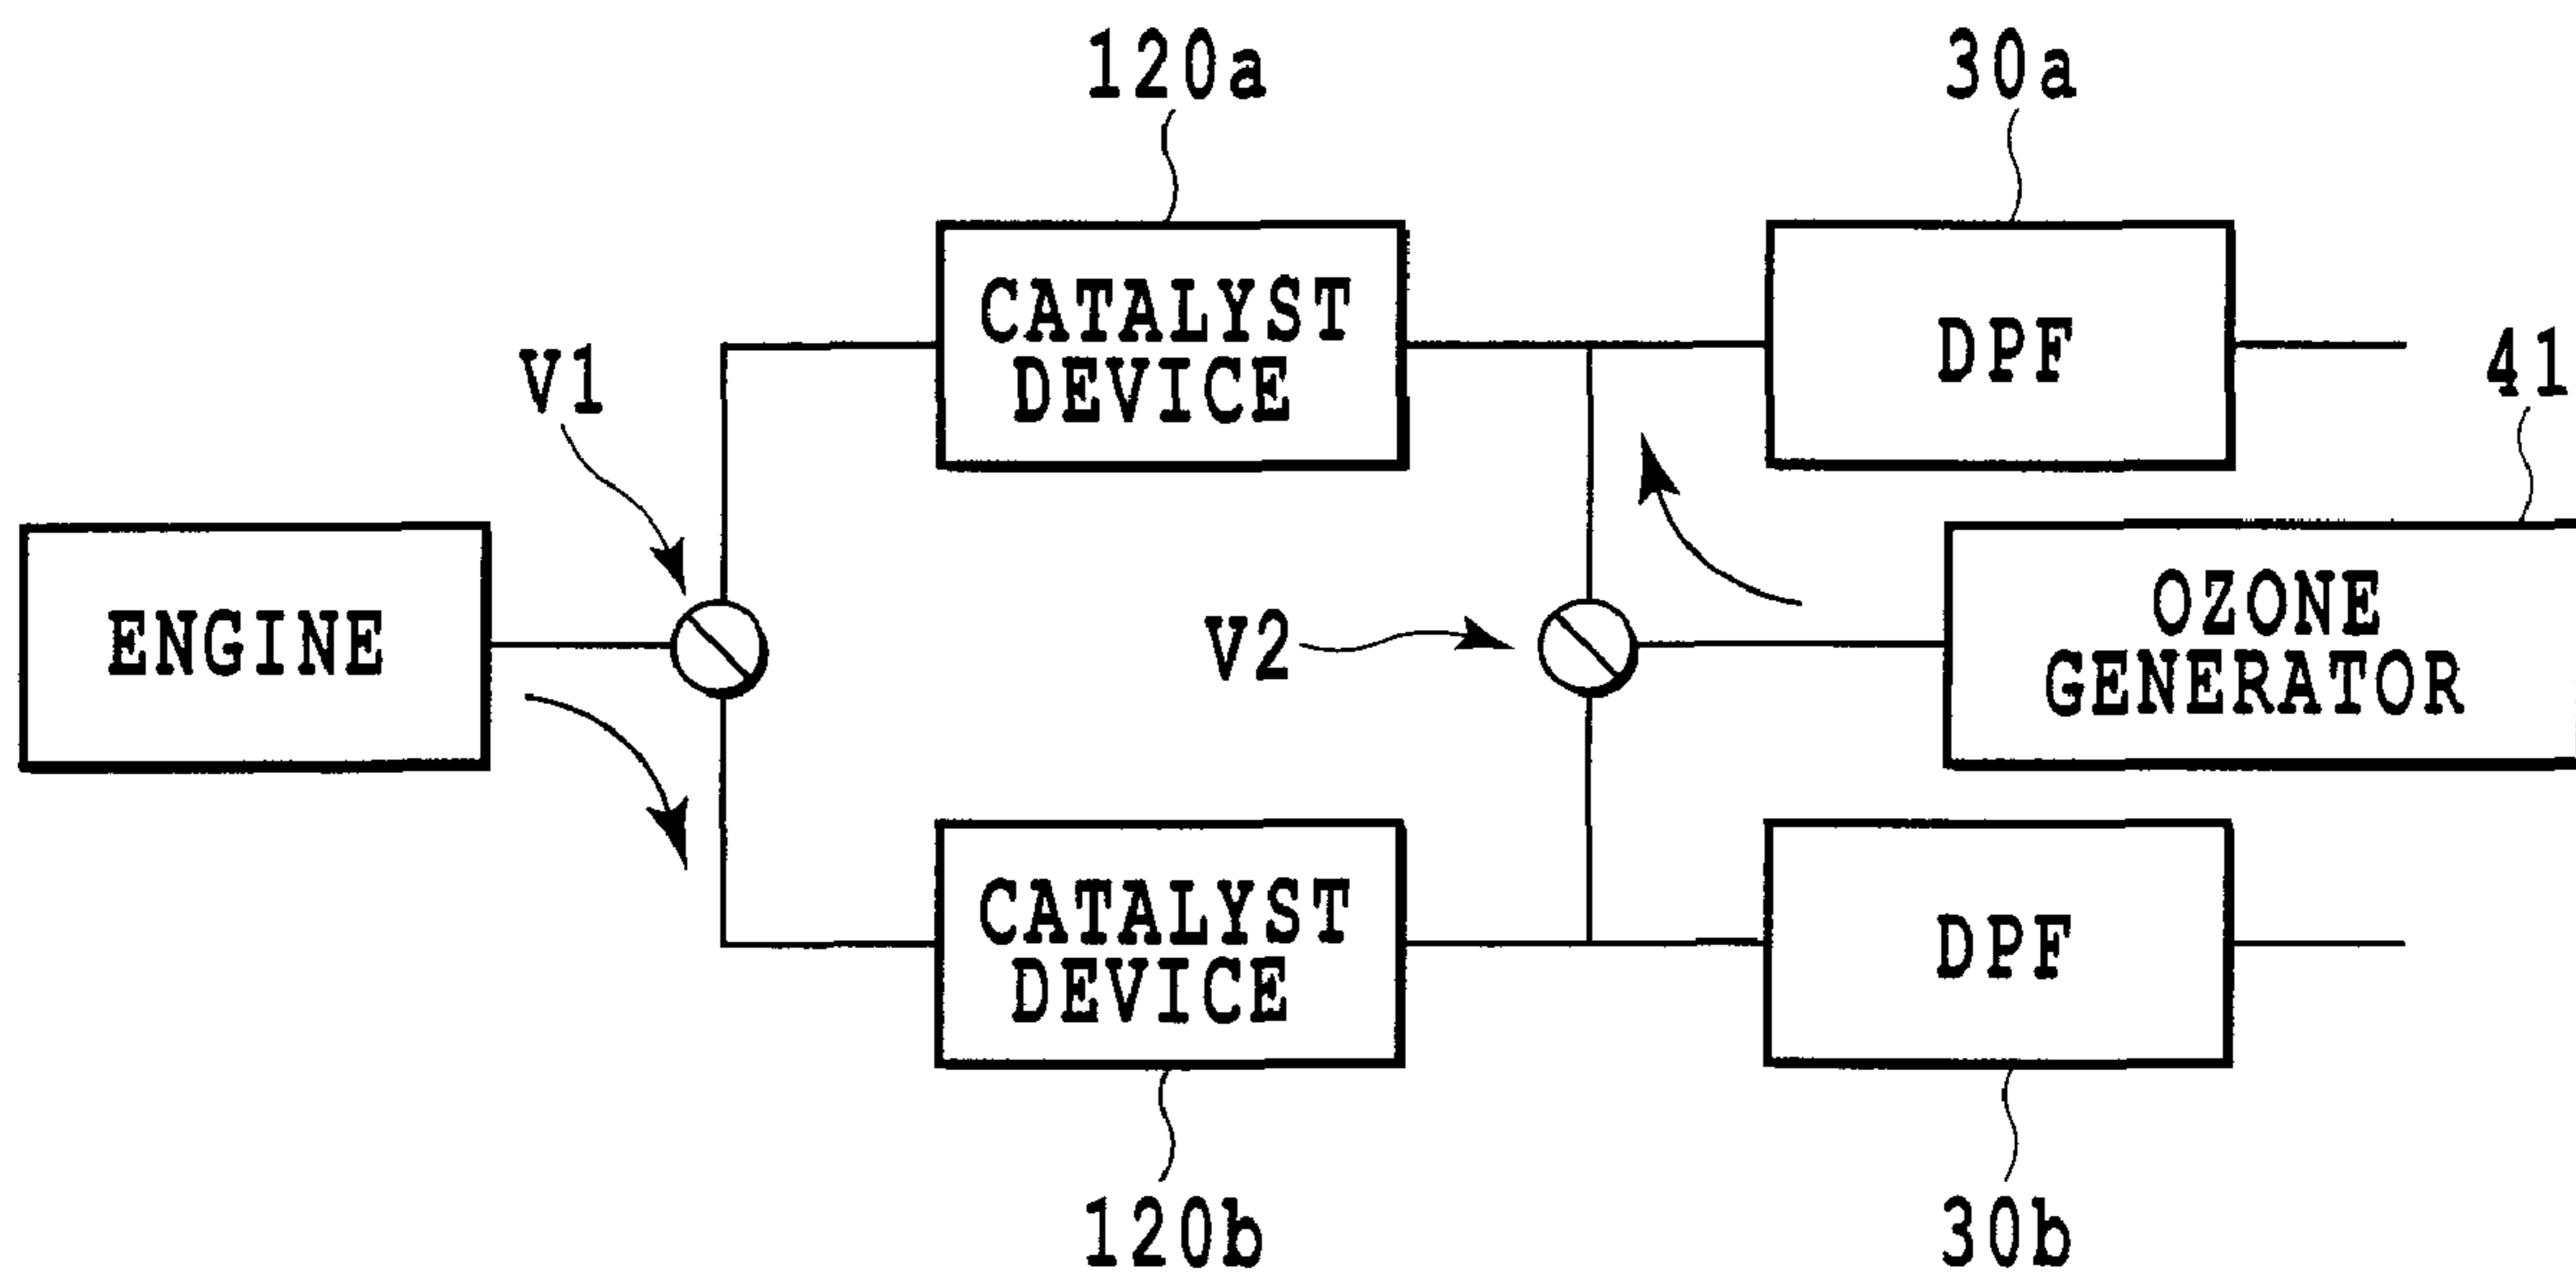 120a
30a
CATALYST
DEVICE
DPF
41
V1
ENGINE
V2
OZONE
GENERATOR
CATALYST
DEVICE
DPF
120b
30b